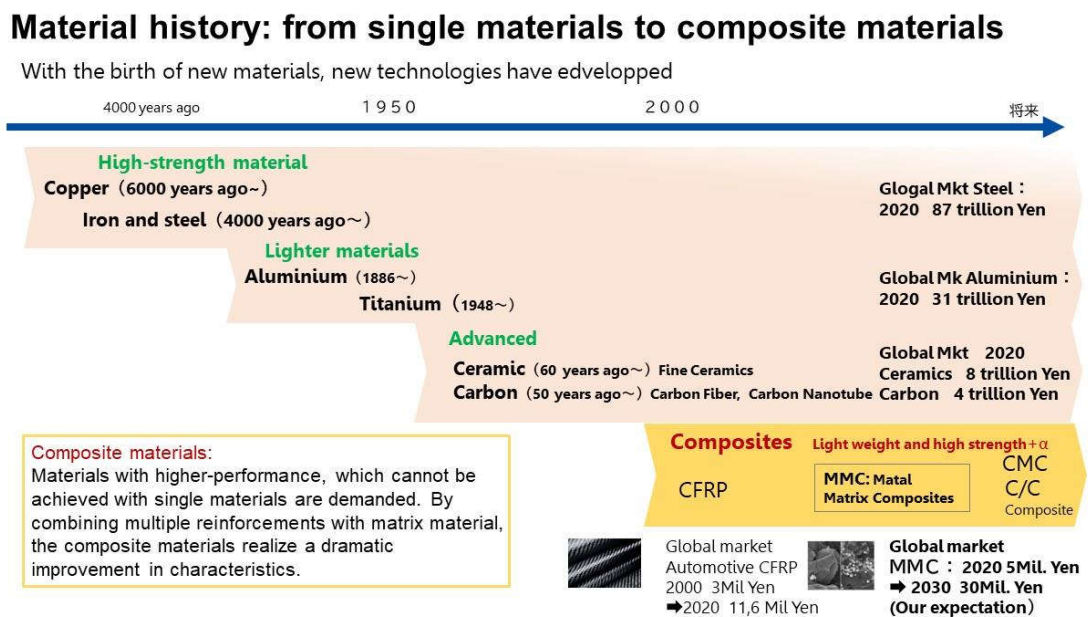 Material history: from single materials to composite materials
With the birth of new materials, new technologies have edvelopped
4000 years ago
1950
2000
将来
High-strength material
Copper（6000 years ago~）
Iron and steel（4000 years ago～）
Glogal Mkt Steel：
2020 87 trillion Yen
Lighter materials
Aluminium（1886～）
Titanium（1948～）
Global Mk Aluminium：
2020 31 trillion Yen
Advanced
Ceramic（60 years ago～）Fine Ceramics
Carbon（50 years ago～）Carbon Fiber, Carbon Nanotube
Global Mkt 2020
Ceramics 8 trillion Yen
Carbon 4 trillion Yen
Composite materials:
Materials with higher-performance, which cannot be
achieved with single materials are demanded. By
combining multiple reinforcements with matrix material,
the composite materials realize a dramatic
improvement in characteristics.
Composites
Light weight and high strength+α
CFRP
MMC: Matal
Matrix Composites
CMC
C/C
Composite
Global market
Automotive CFRP
2000 3Mil Yen
➡2020 11,6 Mil Yen
Global market
MMC： 2020 5Mil. Yen
➡ 2030 30Mil. Yen
(Our expectation）